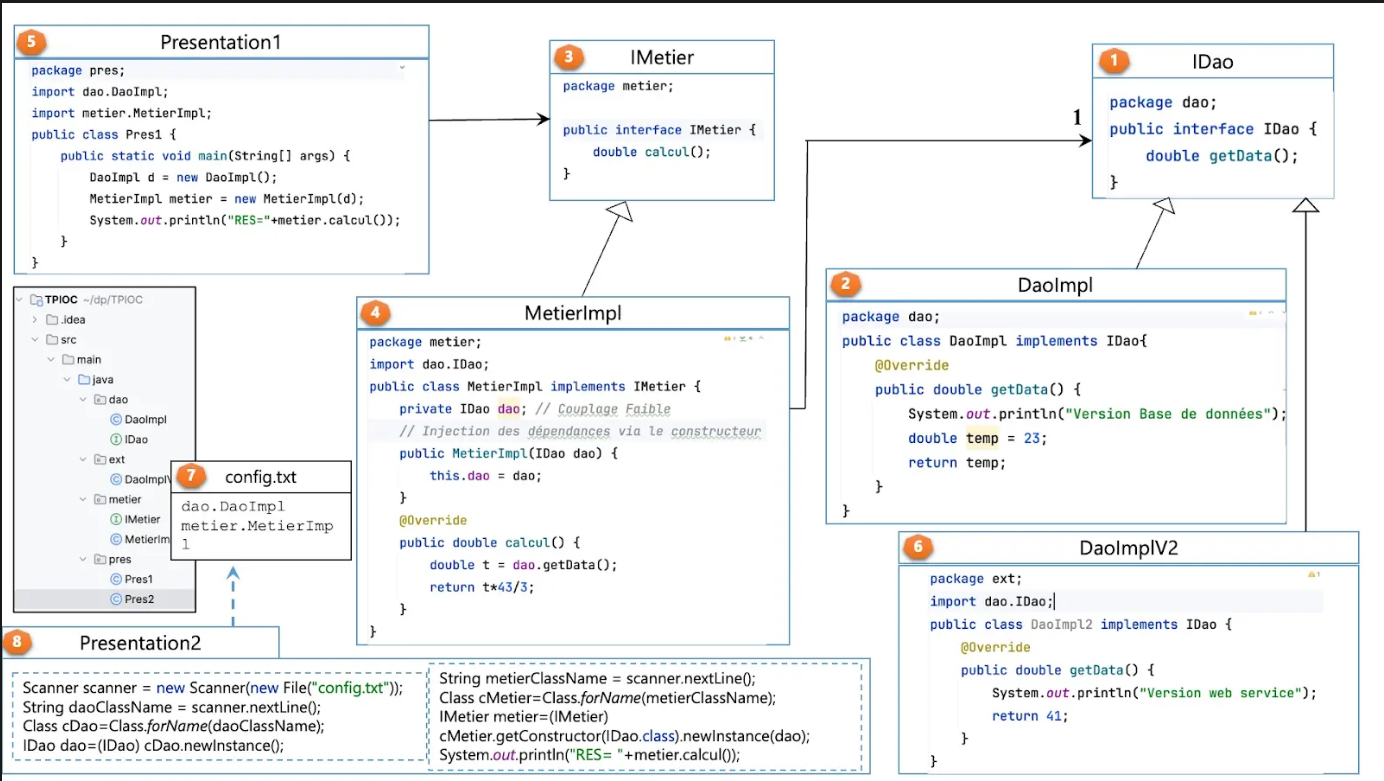 5
Presentation1
package pres;
import dao.DaoImpl;
import metier.MetierImpl;
public class Pres1 {
public static void main(String[] args) {
DaoImpl d = new DaoImpl();
MetierImpl metier = new MetierImpl(d);
System.out.println("RES="+metier.calcul());
}
}
3
IMetier
package metier;
public interface IMetier {
double calcul();
}
1
1
IDao
package dao;
public interface IDao {
double getData();
}
TPIOC ~/dp/TPIOC
.idea
src
main
java
dao
DaoImpl
IDao
ext
DaoImplV
metier
IMetier
MetierIm
pres
Pres1
Pres2
7
config.txt
dao.DaoImpl
metier.MetierImp
l
4
MetierImpl
package metier;
import dao.IDao;
public class MetierImpl implements IMetier {
private IDao dao; // Couplage Faible
// Injection des dépendances via le constructeur
public MetierImpl(IDao dao) {
this.dao = dao;
}
@Override
public double calcul() {
double t = dao.getData();
return t*43/3;
}
}
2
DaoImpl
package dao;
public class DaoImpl implements IDao{
@Override
public double getData() {
System.out.println("Version Base de données");
double temp = 23;
return temp;
}
}
6
DaoImplV2
package ext;
import dao.IDao;
public class DaoImpl2 implements IDao {
@Override
public double getData() {
System.out.println("Version web service");
return 41;
}
}
8
Presentation2
Scanner scanner = new Scanner(new File("config.txt"));
String daoClassName = scanner.nextLine();
Class cDao=Class.forName(daoClassName);
IDao dao=(IDao) cDao.newInstance();
String metierClassName = scanner.nextLine();
Class cMetier=Class.forName(metierClassName);
IMetier metier=(IMetier)
cMetier.getConstructor(IDao.class).newInstance(dao);
System.out.println("RES= "+metier.calcul());